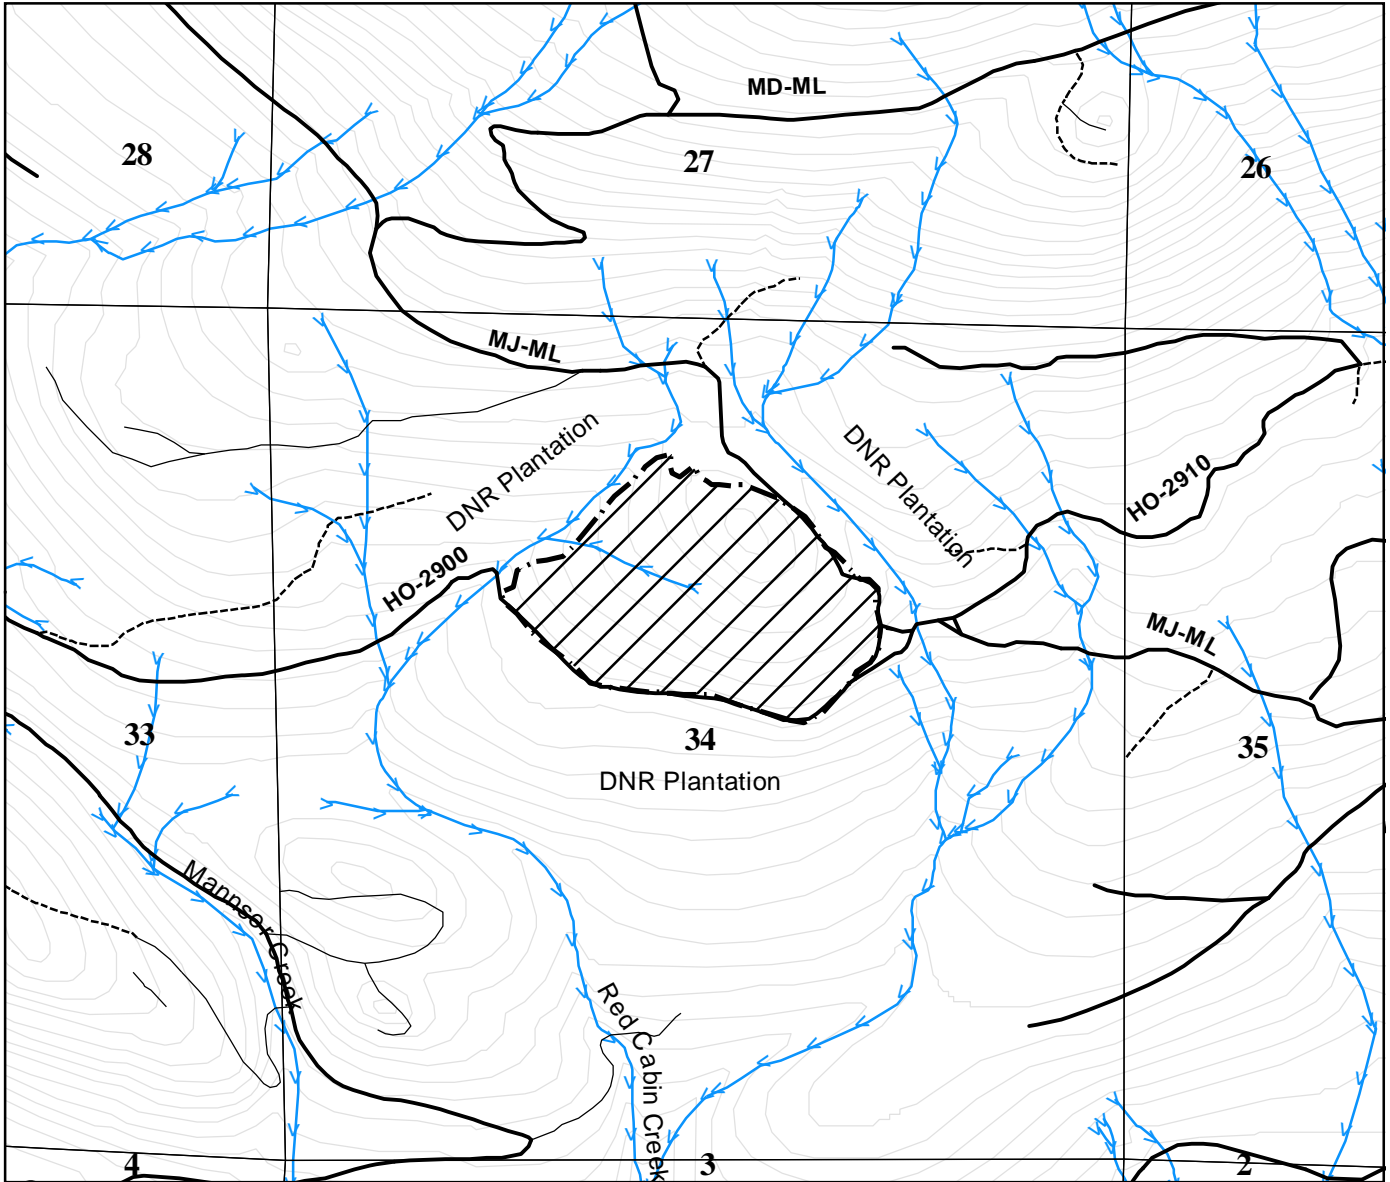 MD-ML
28
27
26
MJ-ML
DNR Plantation
DNR Plantation
HO-2910
HO-2900
MJ-ML
33
34
35
DNR Plantation
Mannser Creek
Red Cabin Creek
4
3
2